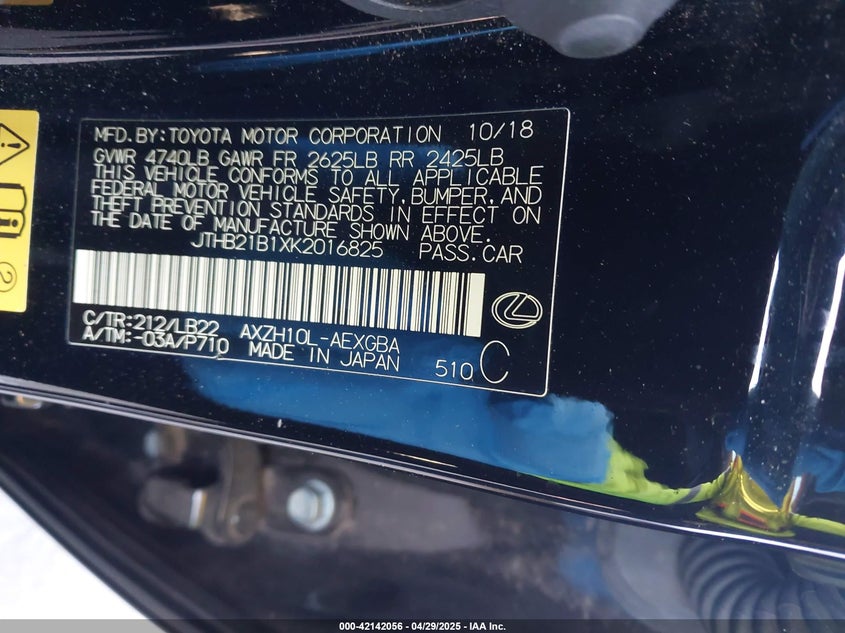 MFD.BY:TOYOTA MOTOR CORPORATION 10/18
GVWR 4740LB GAWR FR 2625LB RR 2425LB
THIS VEHICLE CONFORMS TO ALL APPLICABLE
FEDERAL MOTOR VEHICLE SAFETY,BUMPER,AND
THEFT PREVENTION STANDARDS IN EFFECT ON
THE DATE OF MANUFACTURE SHOWN ABOVE.
JTHB21B1XK2016825 PASS.CAR
C/TR:212/LB22 AXZH10L-AEXGBA
A/TM:-03A/P710 MADE IN JAPAN 510 C
2
000-42142056 - 04/29/2025 - IAA Inc.